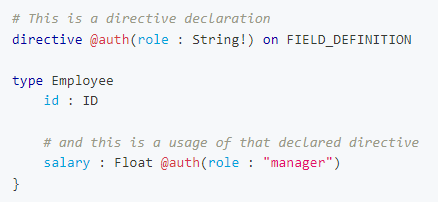 # This is a directive declaration
directive @auth(role : String!) on FIELD_DEFINITION
type Employee
id : ID
# and this is a usage of that declared directive
salary : Float @auth(role : "manager")
}